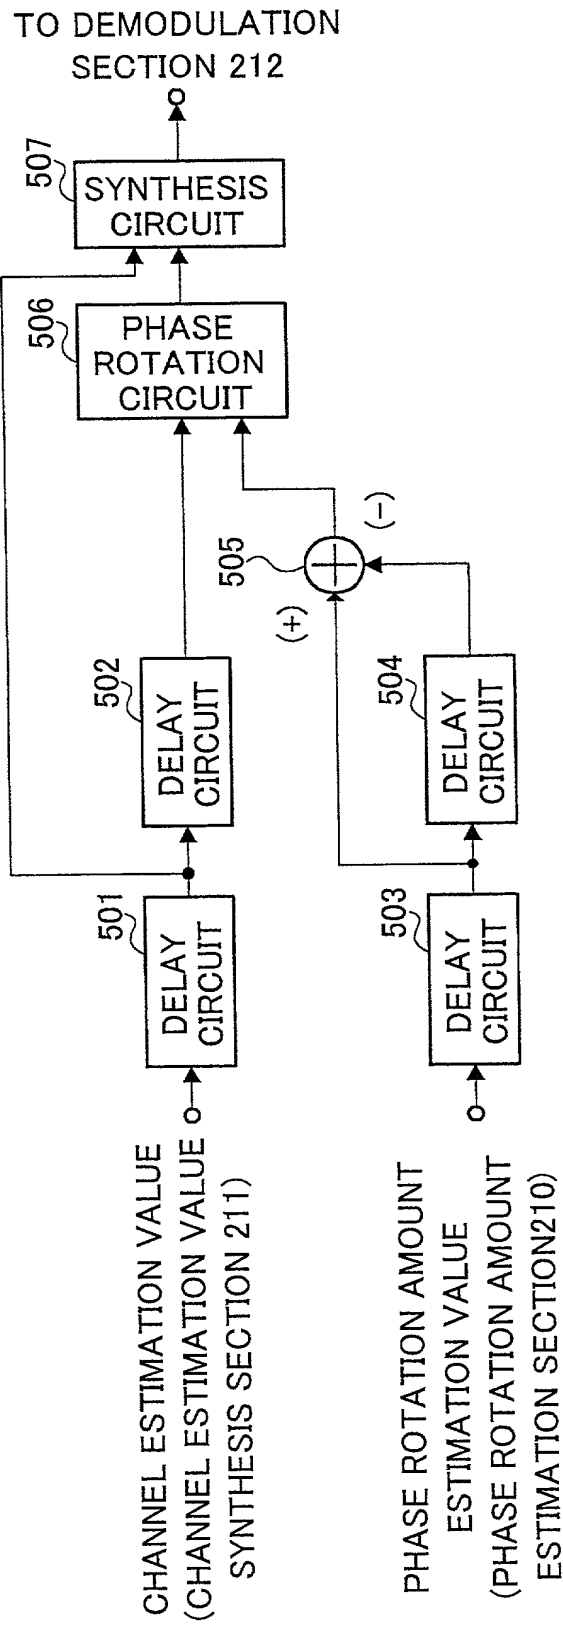 TO DEMODULATION
SECTION 212
507
SYNTHESIS
CIRCUIT
506
PHASE
ROTATION
CIRCUIT
505
(-)
(+)
502
DELAY
CIRCUIT
504
DELAY
CIRCUIT
501
DELAY
CIRCUIT
503
DELAY
CIRCUIT
CHANNEL ESTIMATION VALUE
(CHANNEL ESTIMATION VALUE
SYNTHESIS SECTION 211)
PHASE ROTATION AMOUNT
ESTIMATION VALUE
(PHASE ROTATION AMOUNT
ESTIMATION SECTION210)